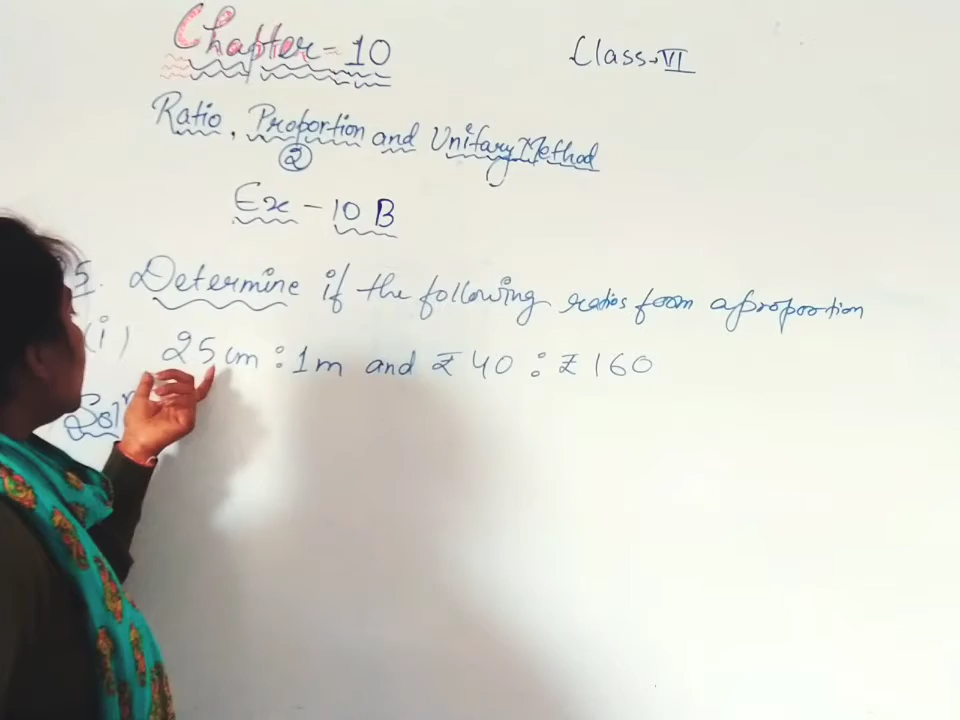 Chapter-10
Class-VI
Ratio, Proportion and Unitary Method
②
Ex - 10 B
5. Determine if the following ratios form a proportion
(i) 25 cm : 1 m and ₹ 40 : ₹ 160
Solⁿ